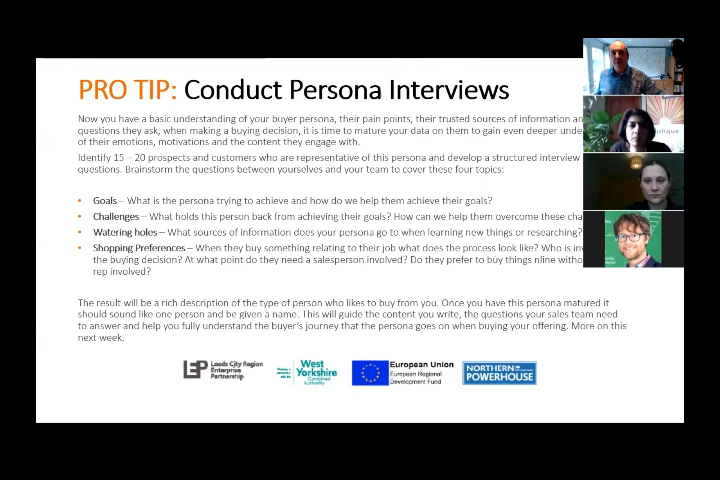 PRO TIP: Conduct Persona Interviews
Now you have a basic understanding of your buyer persona, their pain points, their trusted sources of information an
questions they ask, when making a buying decision, it is time to mature your data on them to gain even deeper unde
of their emotions, motivations and the content they engage with.
Identify 15 – 20 prospects and customers who are representative of this persona and develop a structured interview
questions. Brainstorm the questions between yourselves and your team to cover these four topics:
• Goals – What is the persona trying to achieve and how do we help them achieve their goals?
• Challenges – What holds this person back from achieving their goals? How can we help them overcome these cha
• Watering holes – What sources of information does your persona go to when learning new things or researching?
• Shopping Preferences – When they buy something relating to their job what does the process look like? Who is inv
the buying decision? At what point do they need a salesperson involved? Do they prefer to buy things nline witho
rep involved?
The result will be a rich description of the type of person who likes to buy from you. Once you have this persona matured it
should sound like one person and be given a name. This will guide the content you write, the questions your sales team need
to answer and help you fully understand the buyer's journey that the persona goes on when buying your offering. More on this
next week.
LEP Leeds City Region
Enterprise
Partnership
West
Yorkshire
Combined
Authority
European Union
European Regional
Development Fund
NORTHERN
POWERHOUSE
ishque